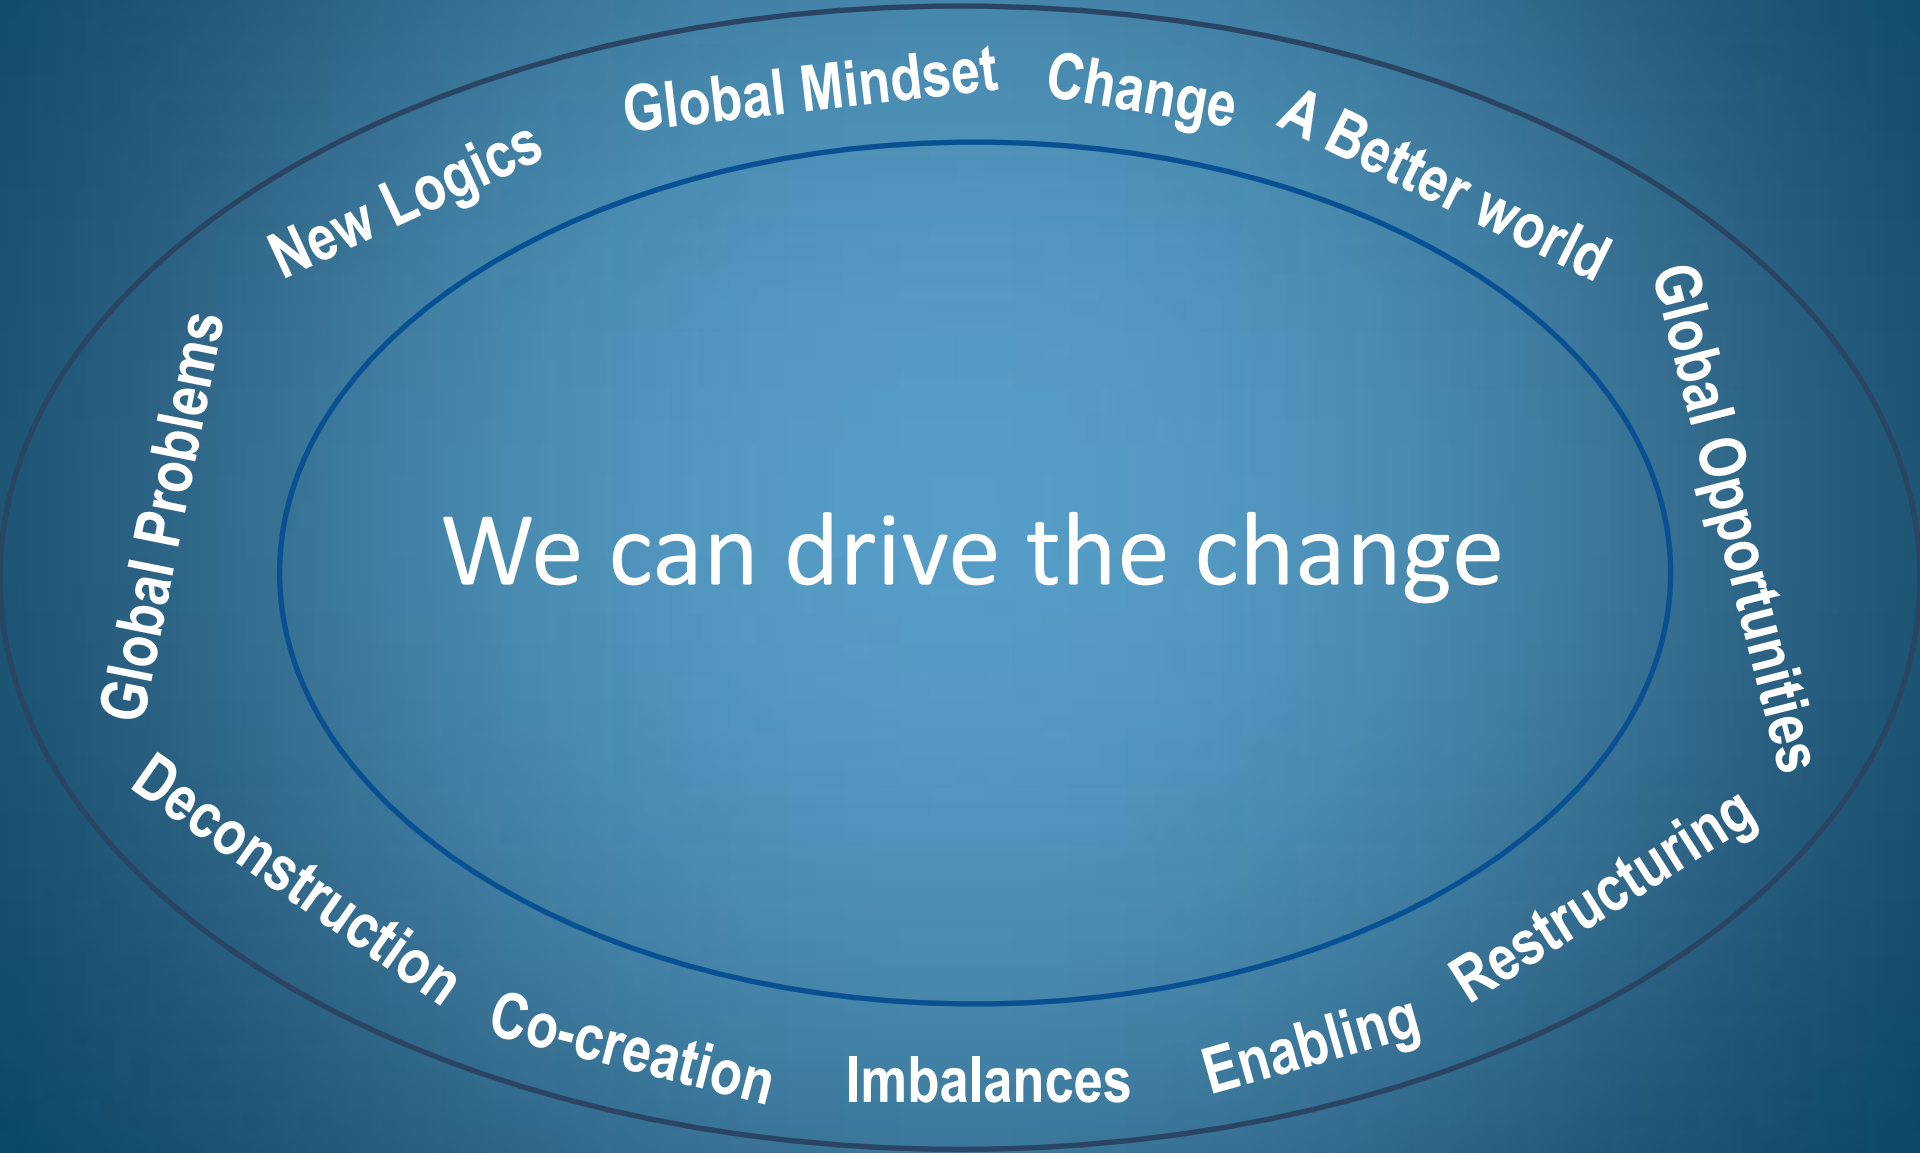 Global Mindset
Change
A Better world
New Logics
Global Opportunities
Global Problems
We can drive the change
Deconstruction
Restructuring
Co-creation
Enabling
Imbalances